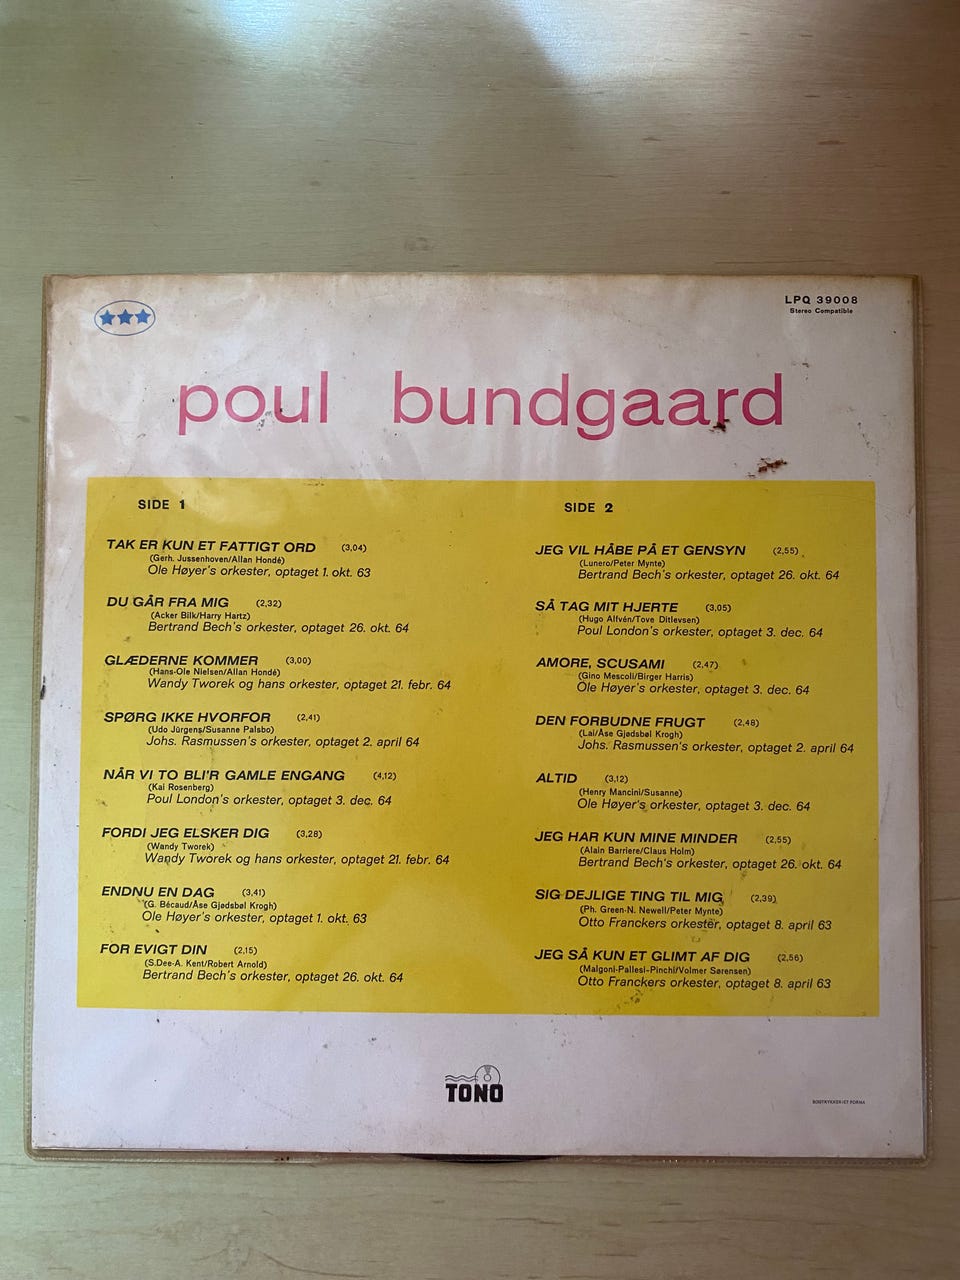 LPQ 39008
Stereo Compatible
poul bundgaard
SIDE 1
TAK ER KUN ET FATTIGT ORD (3,04)
(Gerh. Jussenhoven/Allan Hondé)
Ole Høyer's orkester, optaget 1. okt. 63
DU GÅR FRA MIG (2,32)
(Acker Bilk/Harry Hartz)
Bertrand Bech's orkester, optaget 26. okt. 64
GLÆDERNE KOMMER (3,00)
(Hans-Ole Nielsen/Allan Hondé)
Wandy Tworek og hans orkester, optaget 21. febr. 64
SPØRG IKKE HVORFOR (2,41)
(Udo Jürgens/Susanne Palsbo)
Johs. Rasmussen's orkester, optaget 2. april 64
NÅR VI TO BLI'R GAMLE ENGANG (4,12)
(Kai Rosenberg)
Poul London's orkester, optaget 3. dec. 64
FORDI JEG ELSKER DIG (3,28)
(Wandy Tworek)
Wandy Tworek og hans orkester, optaget 21. febr. 64
ENDNU EN DAG (3,41)
(G. Bécaud/Åse Gjødsbøl Krogh)
Ole Høyer's orkester, optaget 1. okt. 63
FOR EVIGT DIN (2,15)
(S.Dee-A. Kent/Robert Arnold)
Bertrand Bech's orkester, optaget 26. okt. 64
SIDE 2
JEG VIL HÅBE PÅ ET GENSYN (2,55)
(Lunero/Peter Mynte)
Bertrand Bech's orkester, optaget 26. okt. 64
SÅ TAG MIT HJERTE (3,05)
(Hugo Alfvén/Tove Ditlevsen)
Poul London's orkester, optaget 3. dec. 64
AMORE, SCUSAMI (2,47)
(Gino Mescoli/Birger Harris)
Ole Høyer's orkester, optaget 3. dec. 64
DEN FORBUDNE FRUGT (2,48)
(Lai/Åse Gjødsbøl Krogh)
Johs. Rasmussen's orkester, optaget 2. april 64
ALTID (3,12)
(Henry Mancini/Susanne)
Ole Høyer's orkester, optaget 3. dec. 64
JEG HAR KUN MINE MINDER (2,55)
(Alain Barriere/Claus Holm)
Bertrand Bech's orkester, optaget 26. okt. 64
SIG DEJLIGE TING TIL MIG (2,39)
(Ph. Green-N. Newell/Peter Mynte)
Otto Franckers orkester, optaget 8. april 63
JEG SÅ KUN ET GLIMT AF DIG (2,56)
(Malgoni-Pallesi-Pinchi/Volmer Sørensen)
Otto Franckers orkester, optaget 8. april 63
TONO
BOGTRYKKERIET FORMA